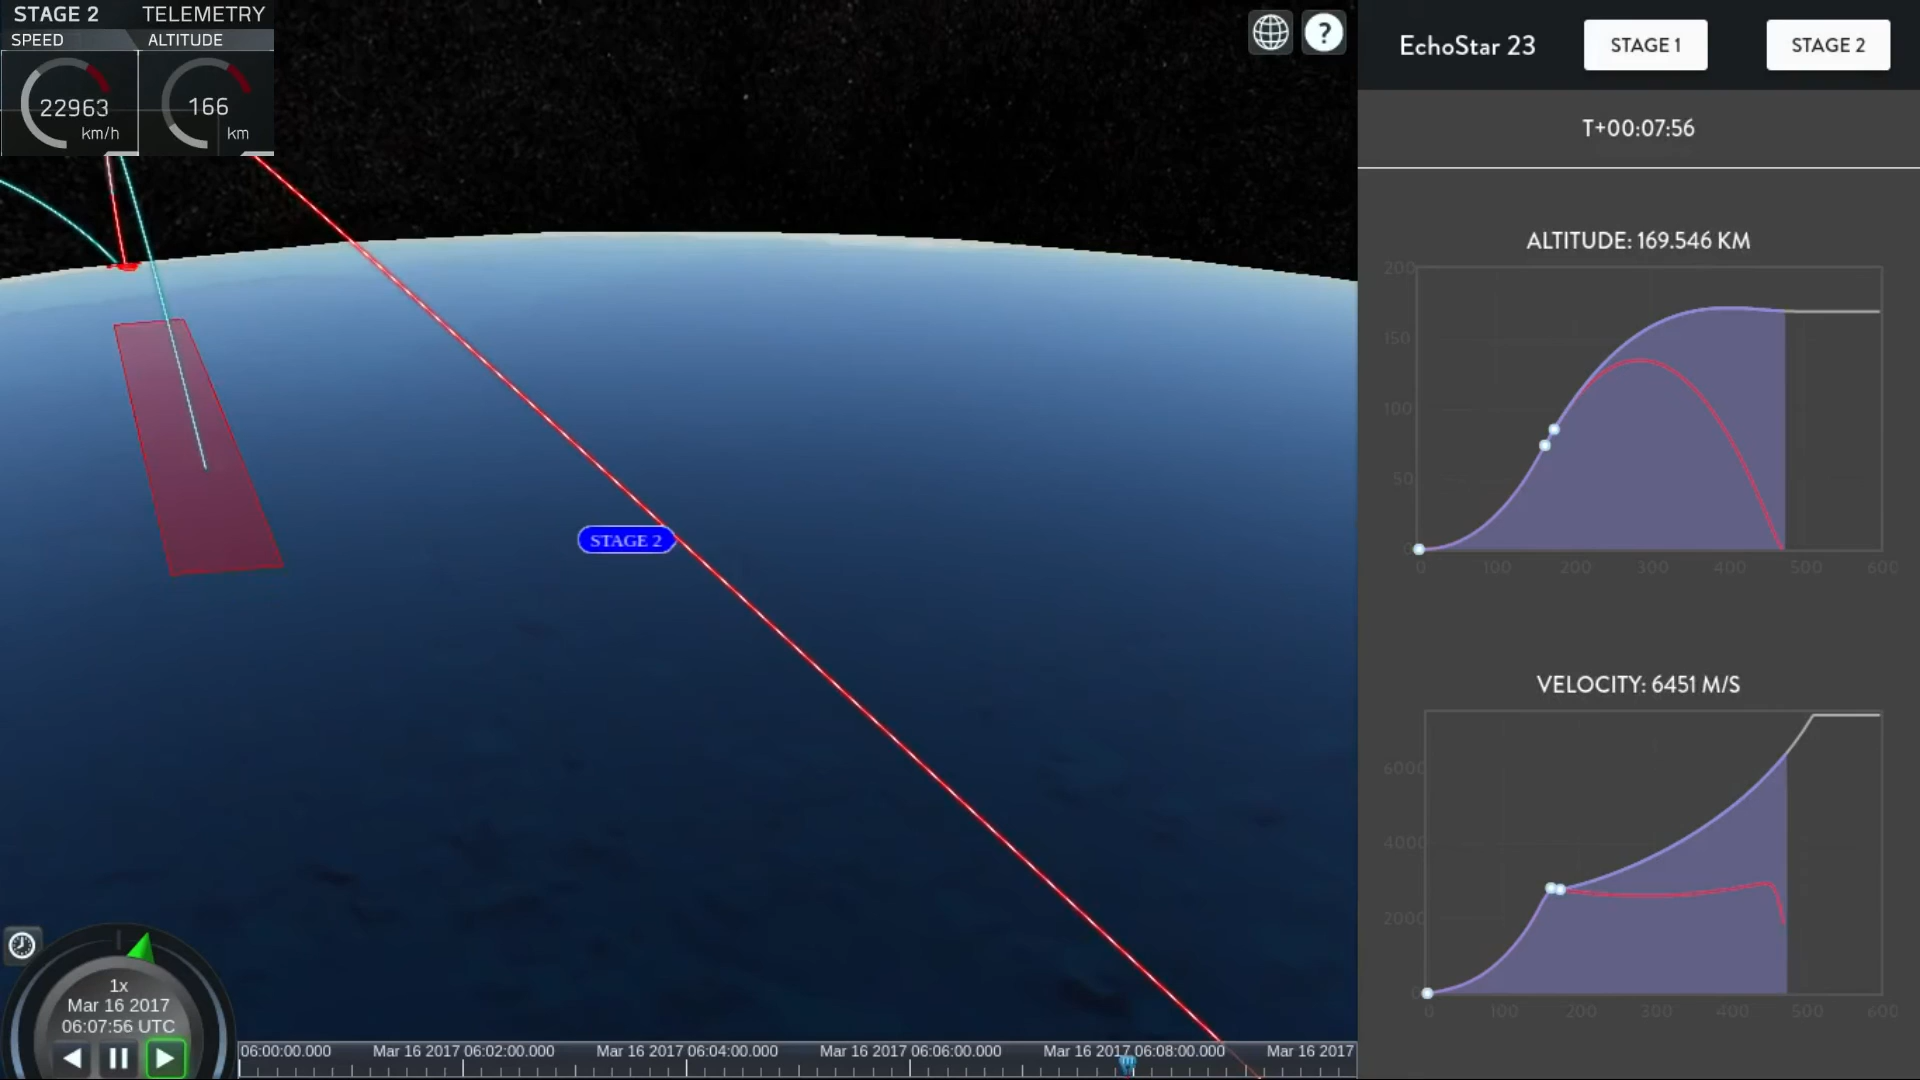 STAGE 2 TELEMETRY
SPEED ALTITUDE
22963 km/h
166 km
?
EchoStar 23 STAGE 1 STAGE 2
T+00:07:56
ALTITUDE: 169.546 KM
200
150
100
50
0
0 100 200 300 400 500 600
STAGE 2
VELOCITY: 6451 M/S
6000
4000
2000
0
0 100 200 300 400 500 600
1x
Mar 16 2017
06:07:56 UTC
06:00:00.000 Mar 16 2017 06:02:00.000 Mar 16 2017 06:04:00.000 Mar 16 2017 06:06:00.000 Mar 16 2017 06:08:00.000 Mar 16 2017